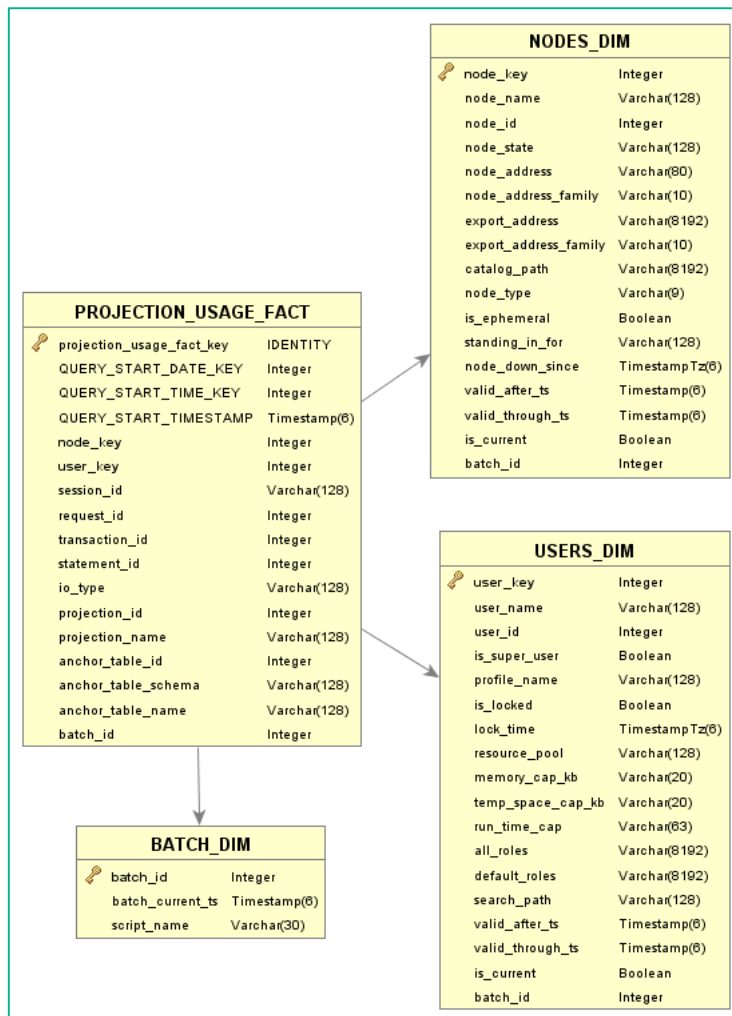 NODES_DIM
node_key Integer
node_name Varchar(128)
node_id Integer
node_state Varchar(128)
node_address Varchar(80)
node_address_family Varchar(10)
export_address Varchar(8192)
export_address_family Varchar(10)
catalog_path Varchar(8192)
node_type Varchar(9)
is_ephemeral Boolean
standing_in_for Varchar(128)
node_down_since TimestampTz(6)
valid_after_ts Timestamp(6)
valid_through_ts Timestamp(6)
is_current Boolean
batch_id Integer
PROJECTION_USAGE_FACT
projection_usage_fact_key IDENTITY
QUERY_START_DATE_KEY Integer
QUERY_START_TIME_KEY Integer
QUERY_START_TIMESTAMP Timestamp(6)
node_key Integer
user_key Integer
session_id Varchar(128)
request_id Integer
transaction_id Integer
statement_id Integer
io_type Varchar(128)
projection_id Integer
projection_name Varchar(128)
anchor_table_id Integer
anchor_table_schema Varchar(128)
anchor_table_name Varchar(128)
batch_id Integer
USERS_DIM
user_key Integer
user_name Varchar(128)
user_id Integer
is_super_user Boolean
profile_name Varchar(128)
is_locked Boolean
lock_time TimestampTz(6)
resource_pool Varchar(128)
memory_cap_kb Varchar(20)
temp_space_cap_kb Varchar(20)
run_time_cap Varchar(63)
all_roles Varchar(8192)
default_roles Varchar(8192)
search_path Varchar(128)
valid_after_ts Timestamp(6)
valid_through_ts Timestamp(6)
is_current Boolean
batch_id Integer
BATCH_DIM
batch_id Integer
batch_current_ts Timestamp(6)
script_name Varchar(30)